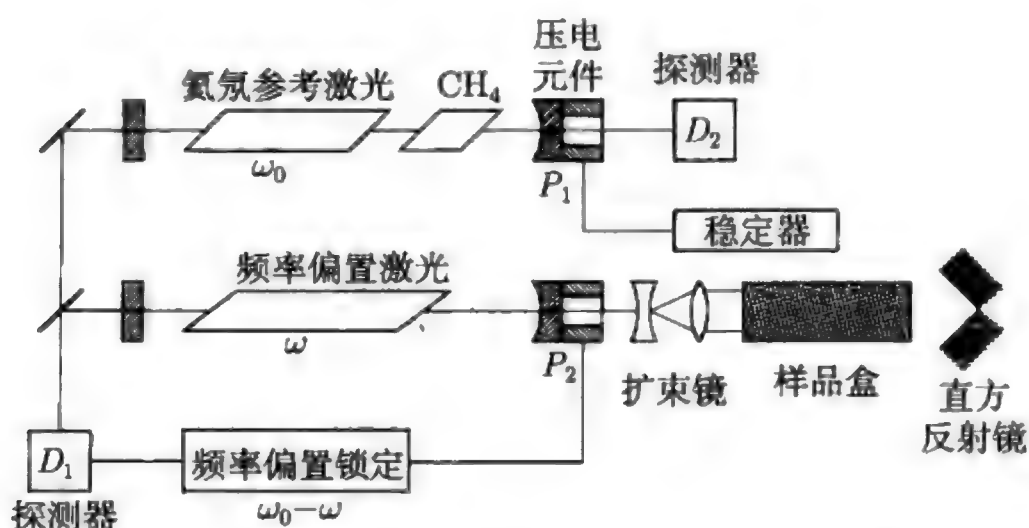 压电
元件
探测器
氦氖参考激光
CH₄
D₂
ω₀
P₁
稳定器
频率偏置激光
ω
P₂
扩束镜
样品盒
直方
反射镜
D₁
频率偏置锁定
探测器
ω₀−ω